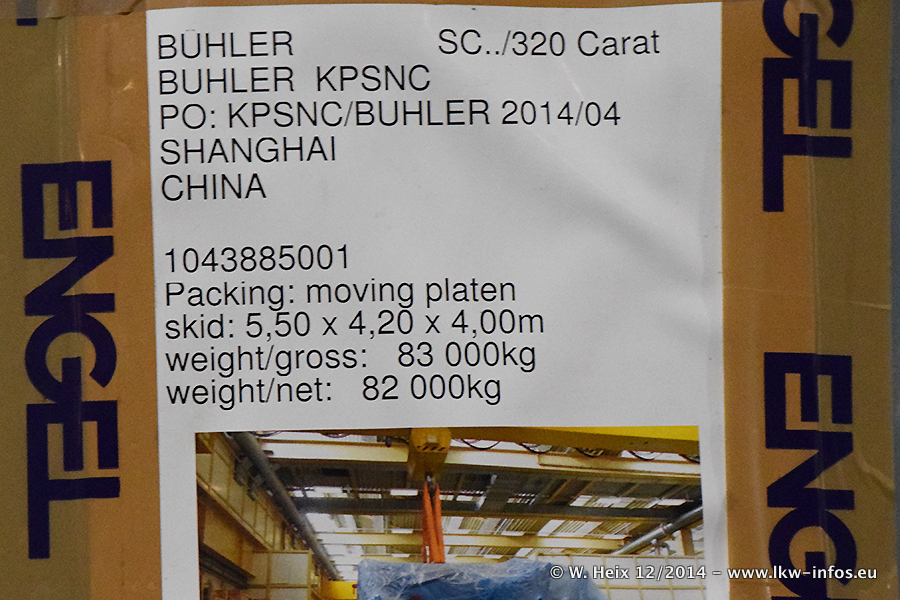 BÜHLER SC../320 Carat
BUHLER KPSNC
PO: KPSNC/BUHLER 2014/04
SHANGHAI
CHINA
1043885001
Packing: moving platen
skid: 5,50 x 4,20 x 4,00m
weight/gross: 83 000kg
weight/net: 82 000kg
ENGEL
GEL
ENG
© W. Heix 12/2014 - www.lkw-infos.eu